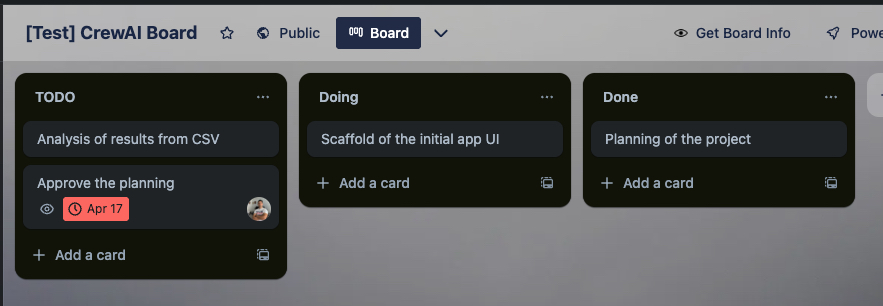 [Test] CrewAI Board
Public
Board
Get Board Info
TODO
Analysis of results from CSV
Approve the planning
Apr 17
Add a card
Doing
Scaffold of the initial app UI
Add a card
Done
Planning of the project
Add a card